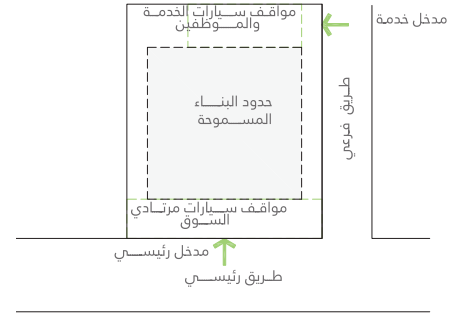 مواقف سيارات الخدمة
والموظفين
مدخل خدمة
حدود البناء
المسموحة
طريق فرعي
مواقف سيارات مرتادي
السوق
مدخل رئيسي
طريق رئيسي